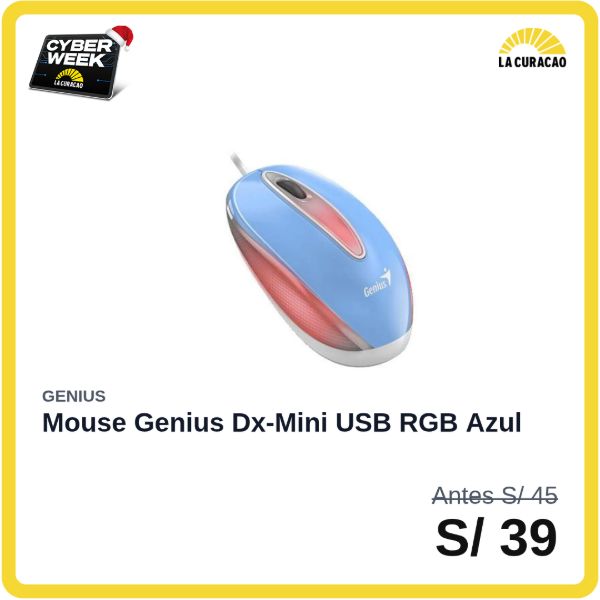 CYBER
WEEK
LA CURACAO
LA CURACAO
Genius
GENIUS
Mouse Genius Dx-Mini USB RGB Azul
Antes S/ 45
S/ 39